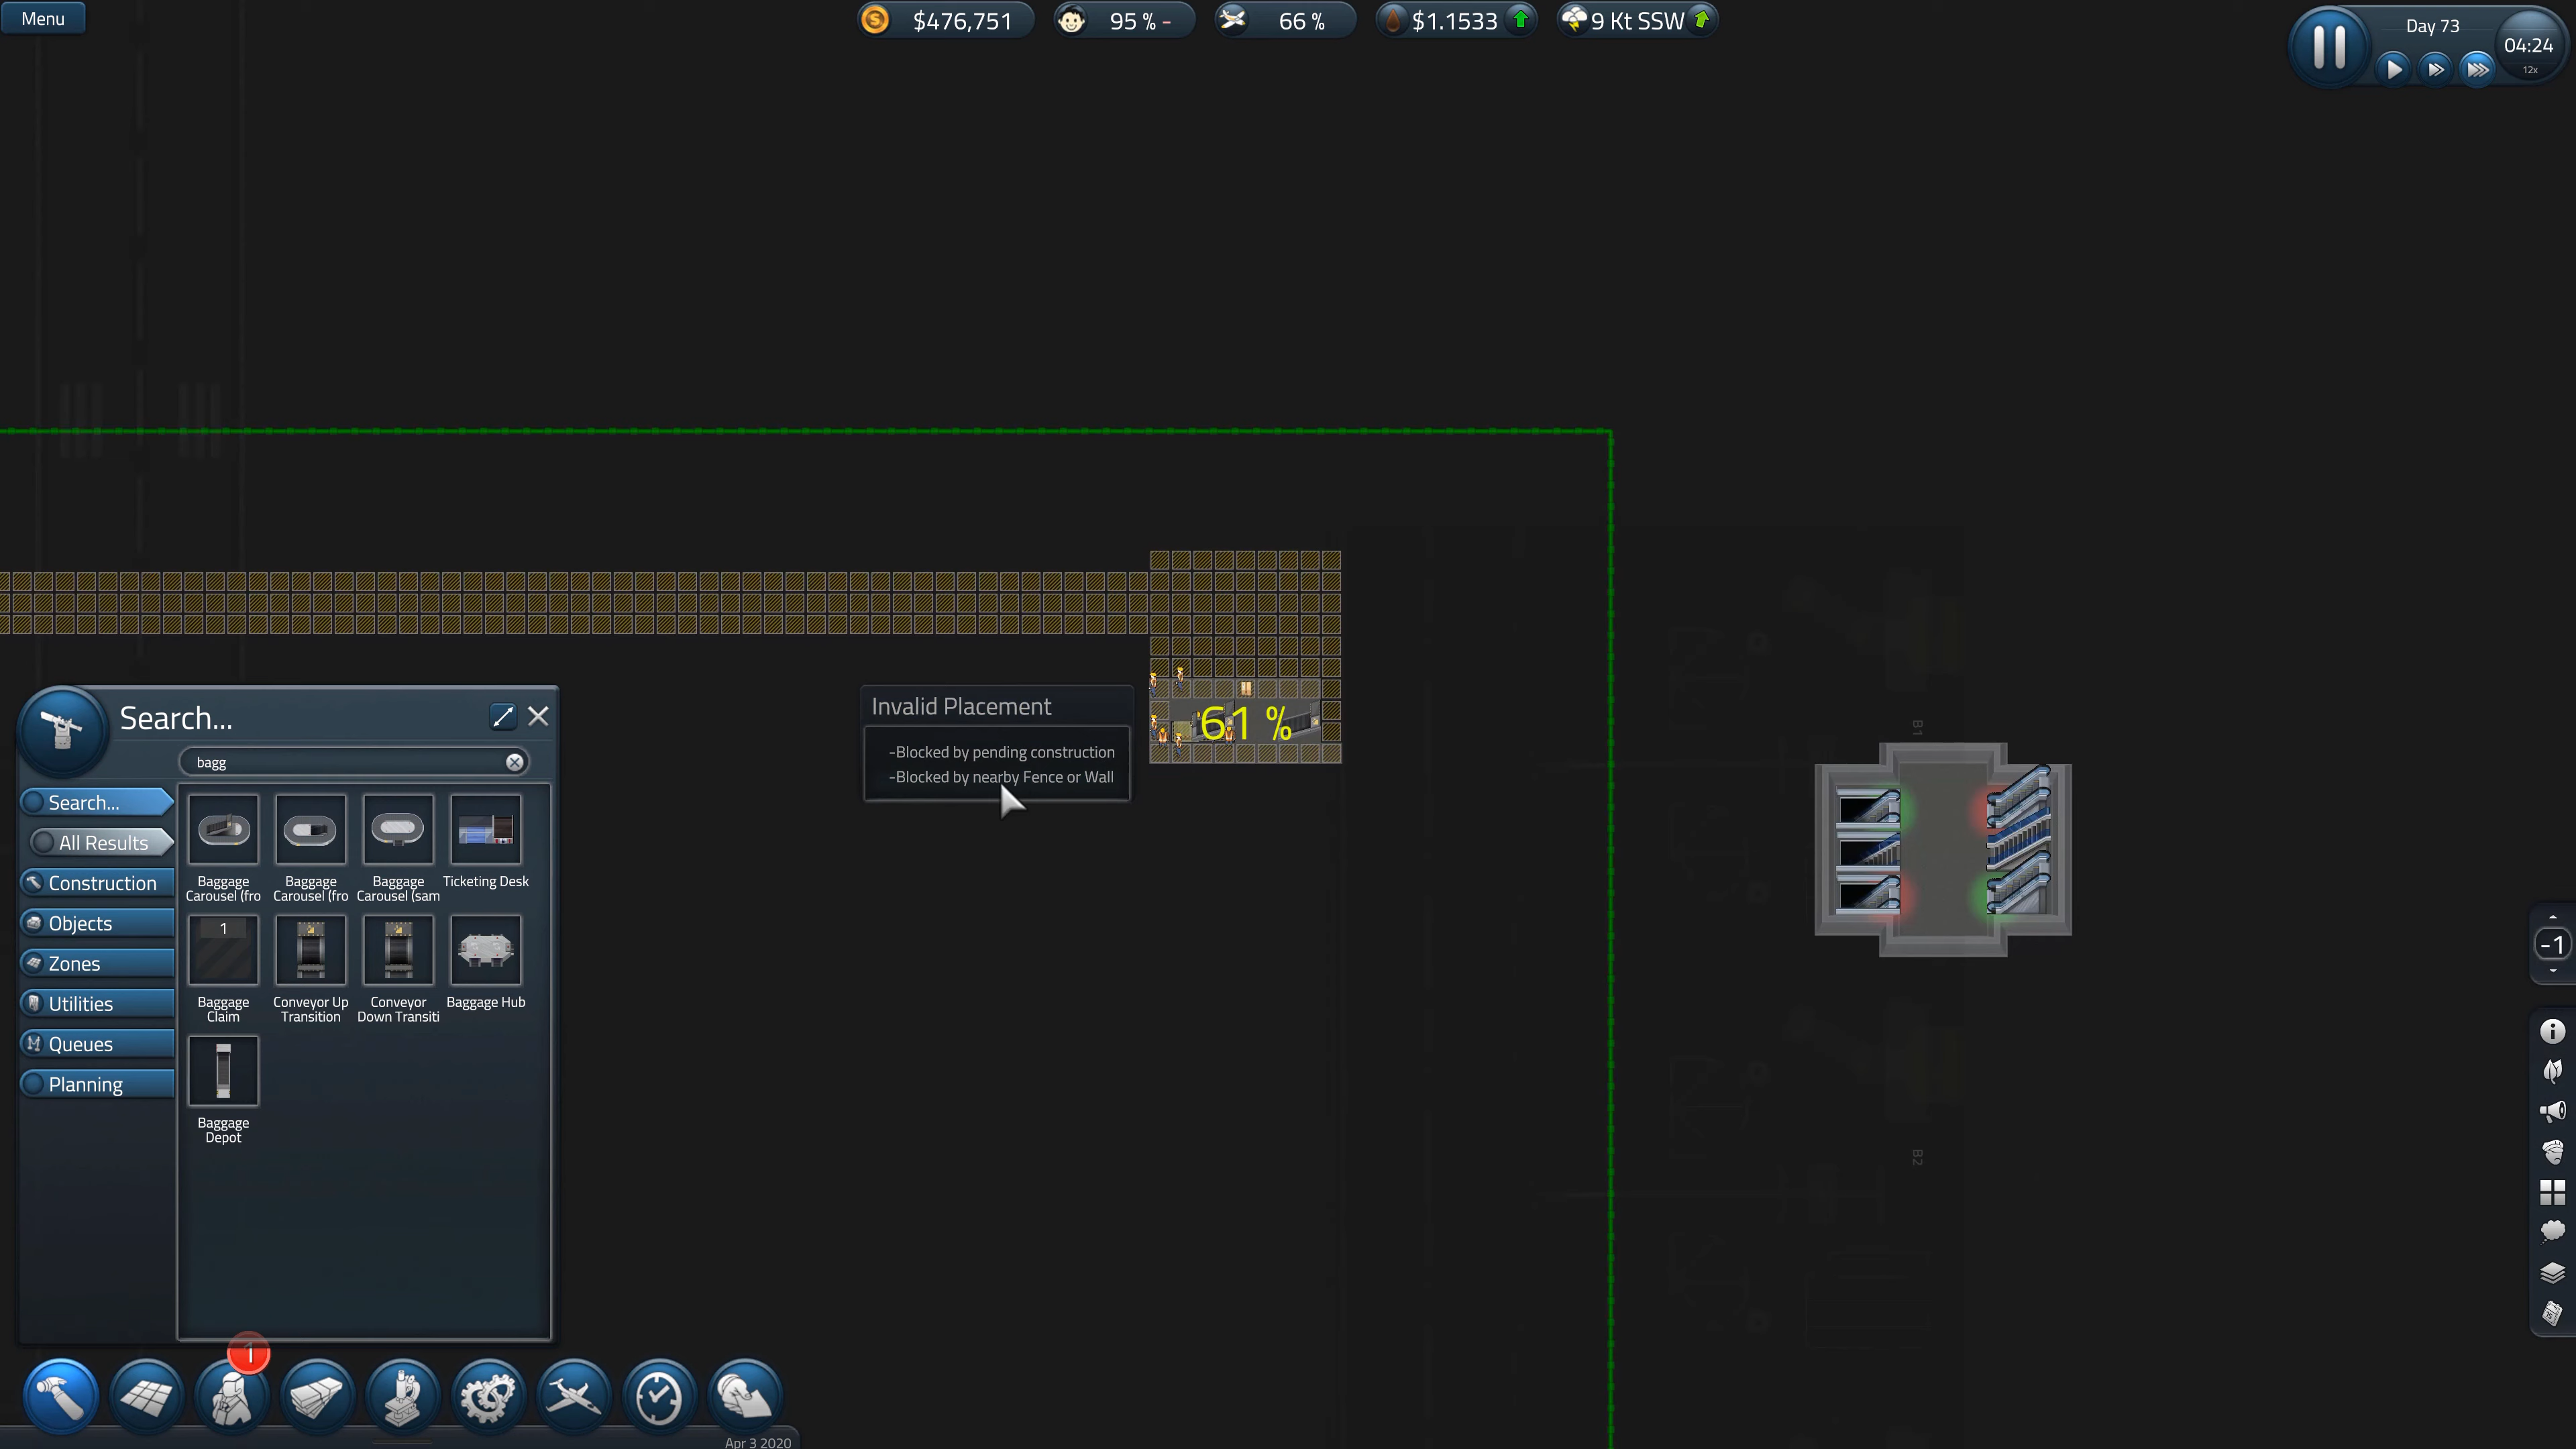 Menu
$476,751
95 % -
66 %
$1.1533
9 Kt SSW
Day 73
04:24
12x
Invalid Placement
-Blocked by pending construction
-Blocked by nearby Fence or Wall
61 %
Search...
bagg
Search...
All Results
Construction
Objects
Zones
Utilities
Queues
Planning
Baggage
Carousel (fro
Baggage
Carousel (fro
Baggage
Carousel (sam
Ticketing Desk
1
Baggage
Claim
Conveyor Up
Transition
Conveyor
Down Transiti
Baggage Hub
Baggage
Depot
B1
B2
-1
1
Apr 3 2020